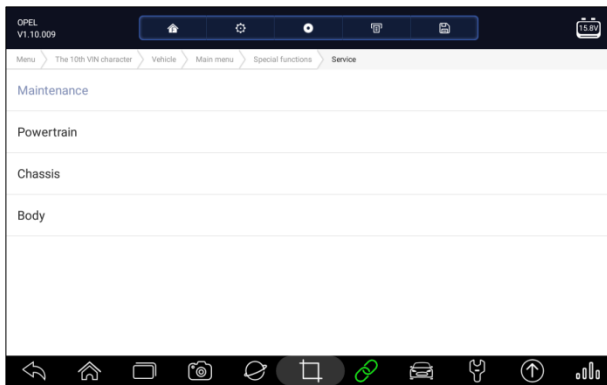 OPEL
V1.10.009
15.8V
Menu The 10th VIN character Vehicle Main menu Special functions Service
Maintenance
Powertrain
Chassis
Body